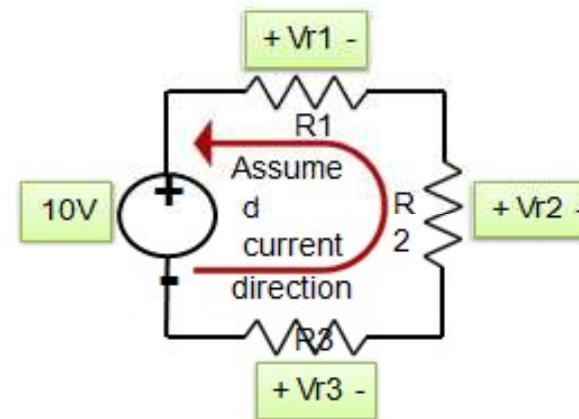 + Vr1 -
R1
Assume
d
current
direction
10V
+
-
R
2
+ Vr2 -
R3
+ Vr3 -